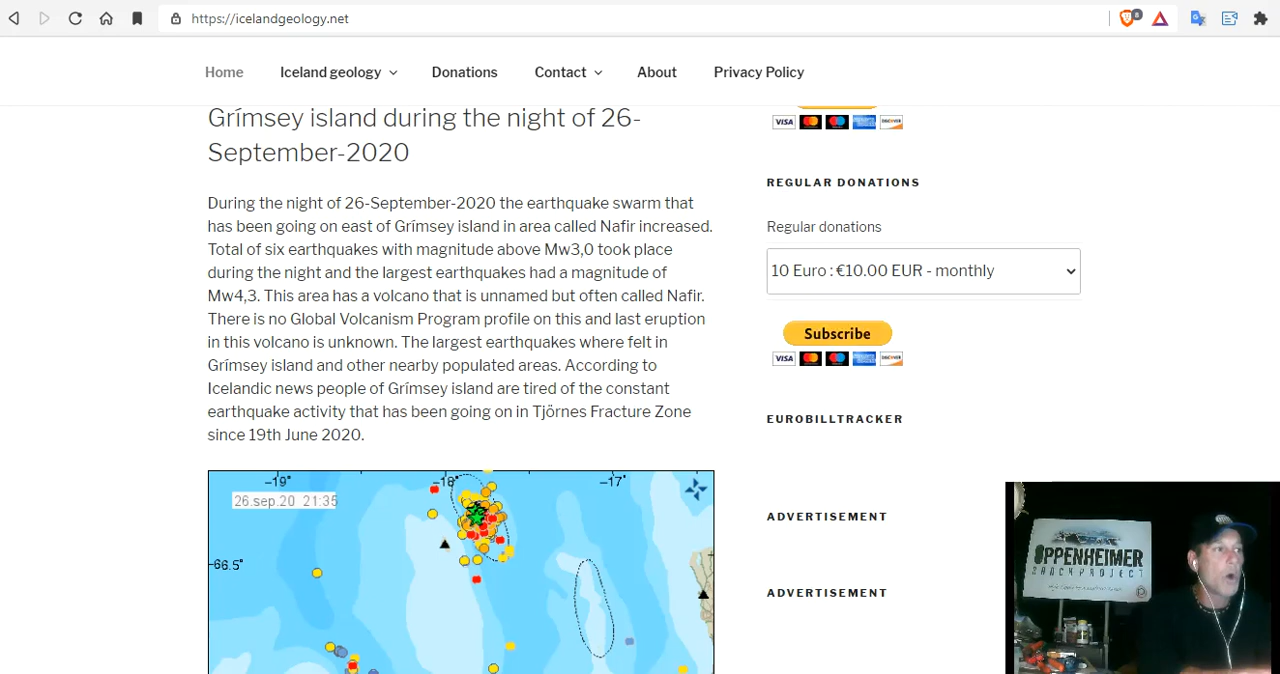 https://icelandgeology.net
8
Home
Iceland geology
Donations
Contact
About
Privacy Policy
Grímsey island during the night of 26-
September-2020
During the night of 26-September-2020 the earthquake swarm that
has been going on east of Grímsey island in area called Nafir increased.
Total of six earthquakes with magnitude above Mw3,0 took place
during the night and the largest earthquakes had a magnitude of
Mw4,3. This area has a volcano that is unnamed but often called Nafir.
There is no Global Volcanism Program profile on this and last eruption
in this volcano is unknown. The largest earthquakes where felt in
Grímsey island and other nearby populated areas. According to
Icelandic news people of Grímsey island are tired of the constant
earthquake activity that has been going on in Tjörnes Fracture Zone
since 19th June 2020.
-19°
-18°
-17°
26.sep.20 21:35
-66.5°
VISA
DISCOVER
REGULAR DONATIONS
Regular donations
10 Euro : €10.00 EUR - monthly
Subscribe
VISA
DISCOVER
EUROBILLTRACKER
ADVERTISEMENT
ADVERTISEMENT
OPPENHEIMER
RANCH PROJECT